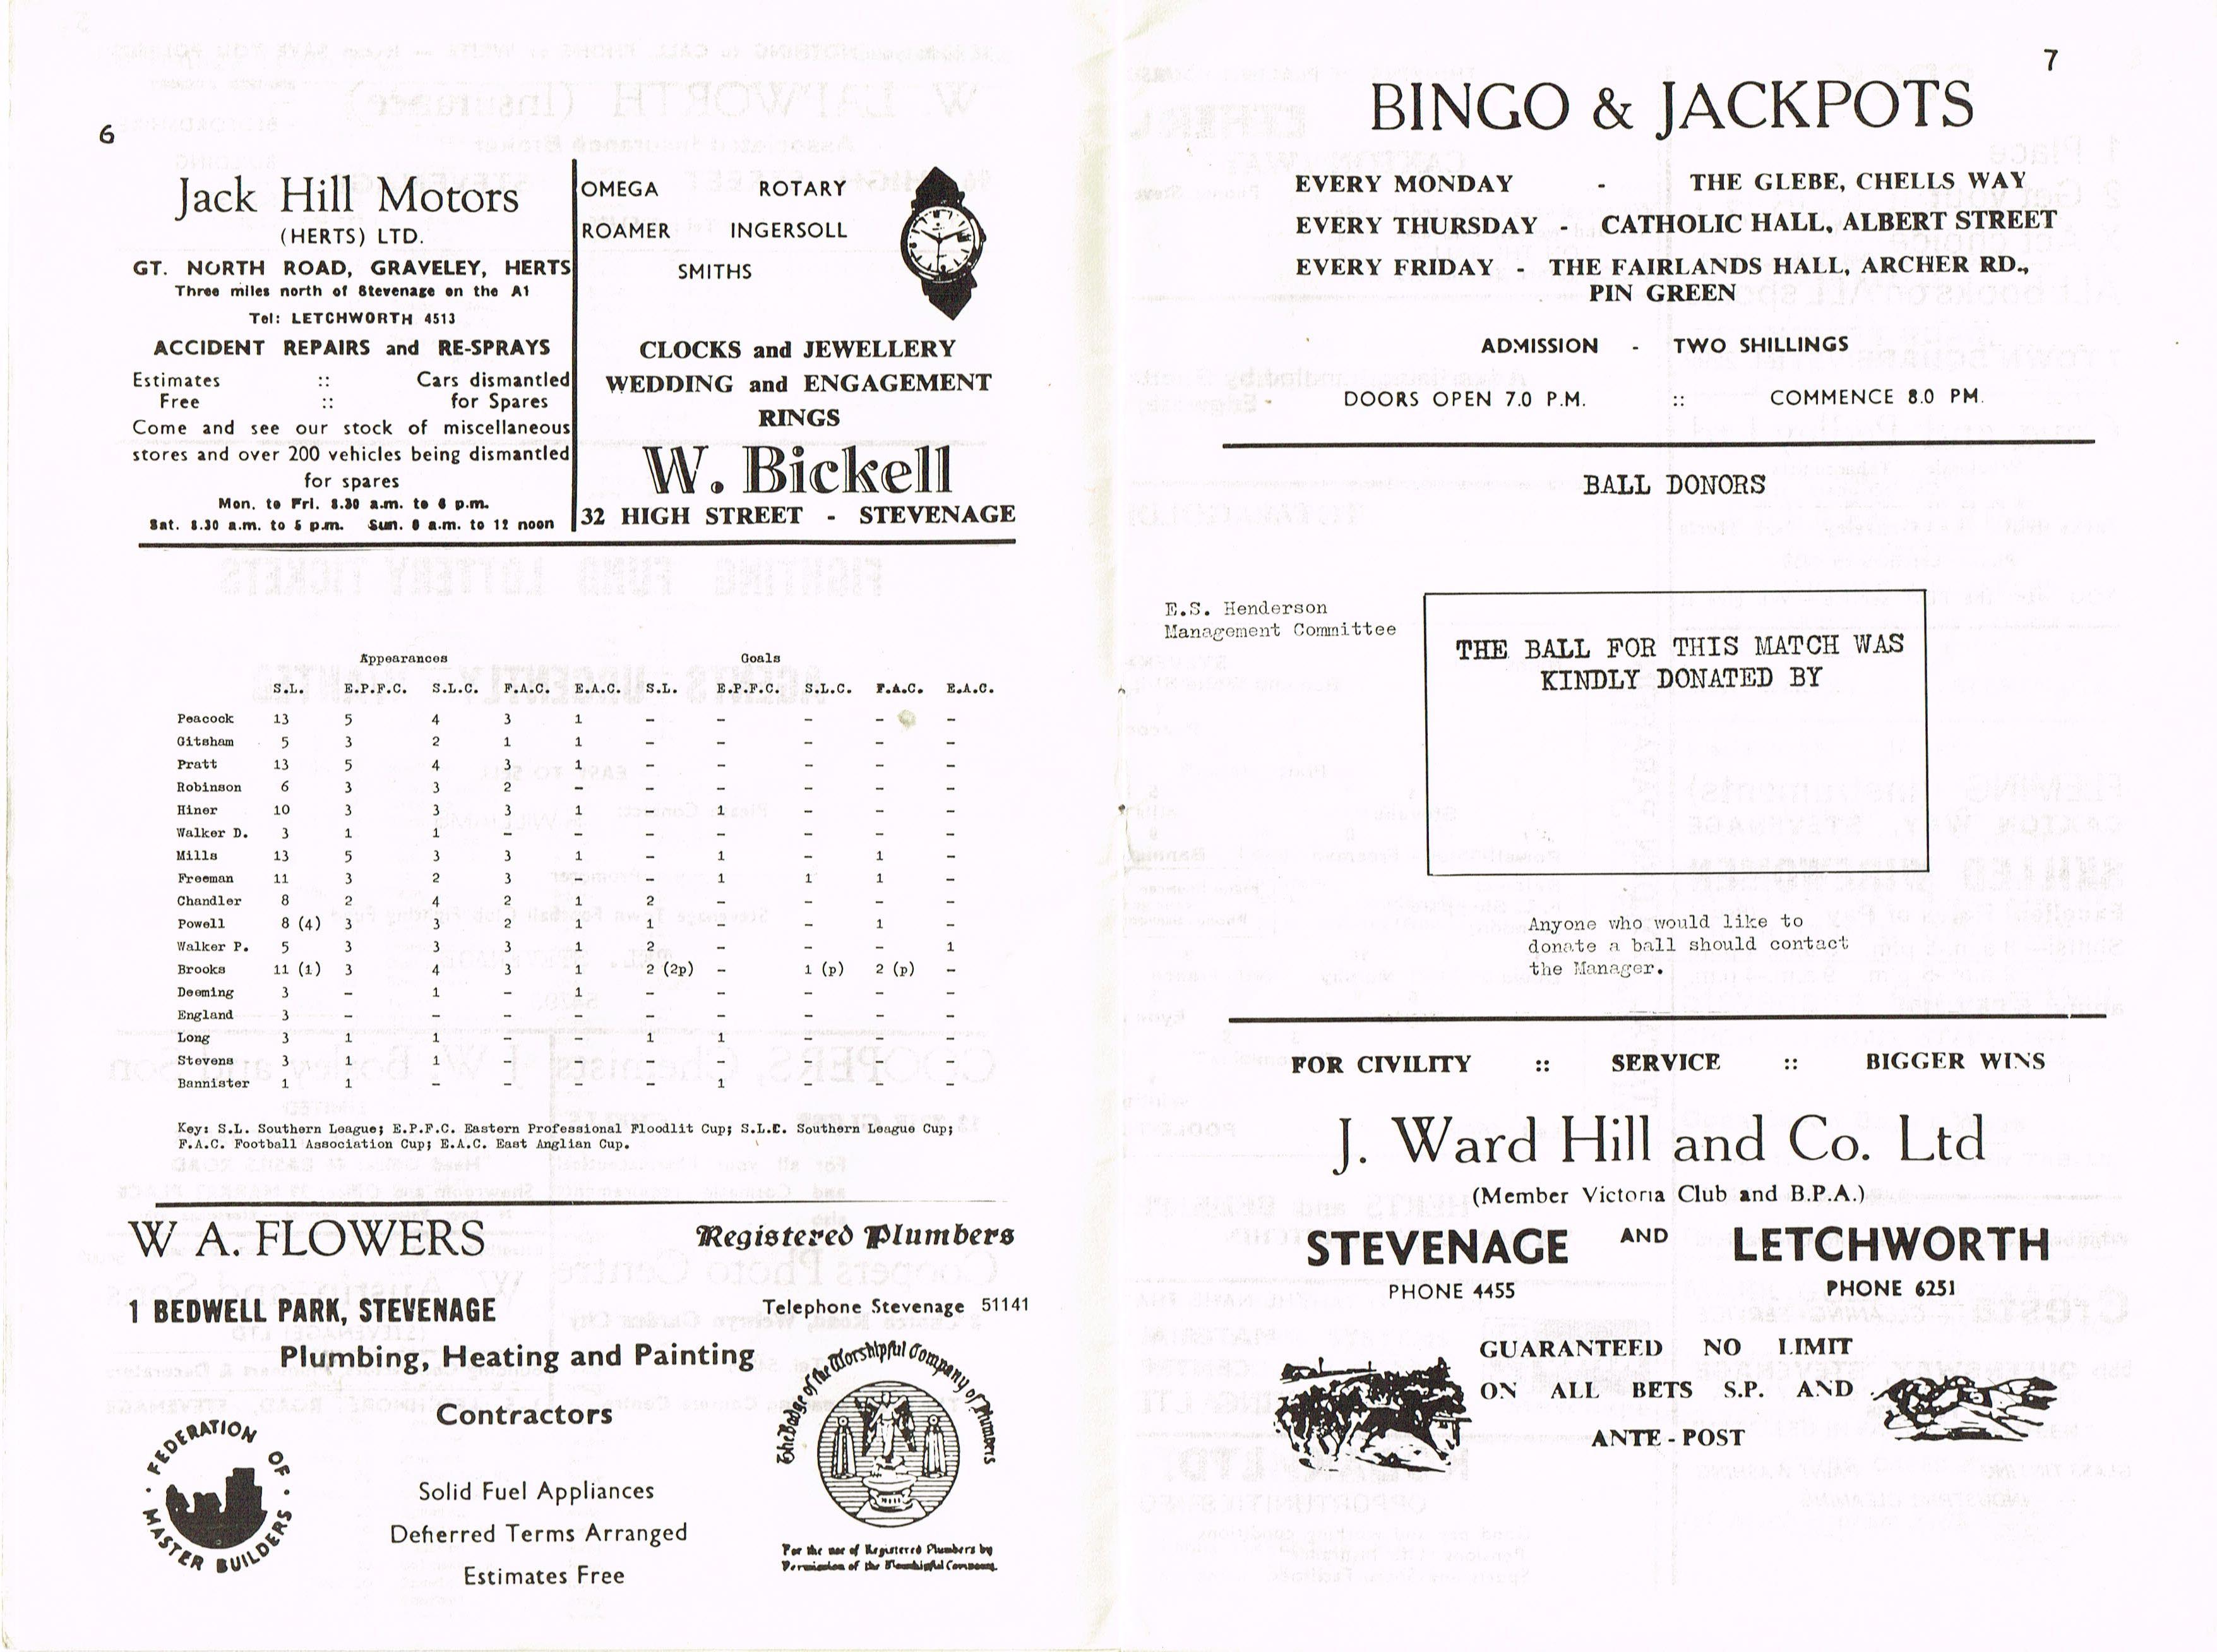 6
Jack Hill Motors
(HERTS) LTD.
GT. NORTH ROAD, GRAVELEY, HERTS
Three miles north of Stevenage on the A1
Tel: LETCHWORTH 4513
ACCIDENT REPAIRS and RE-SPRAYS
Estimates :: Cars dismantled
Free :: for Spares
Come and see our stock of miscellaneous
stores and over 200 vehicles being dismantled
for spares
Mon. to Fri. 8.30 a.m. to 6 p.m.
Sat. 8.30 a.m. to 5 p.m. Sun. 9 a.m. to 12 noon
OMEGA ROTARY
ROAMER INGERSOLL
SMITHS
CLOCKS and JEWELLERY
WEDDING and ENGAGEMENT
RINGS
W. Bickell
32 HIGH STREET - STEVENAGE
Appearances Goals
S.L. E.P.F.C. S.L.C. F.A.C. E.A.C. S.L. E.P.F.C. S.L.C. F.A.C. E.A.C.
Peacock 13 5 4 3 1 - - - - -
Gitsham 5 3 2 1 1 - - - - -
Pratt 13 5 4 3 1 - - - - -
Robinson 6 3 3 2 - - - - - -
Hiner 10 3 3 3 1 - 1 - - -
Walker D. 3 1 1 - - - - - - -
Mills 13 5 3 3 1 - 1 - 1 -
Freeman 11 3 2 3 - - 1 1 1 -
Chandler 8 2 4 2 1 2 - - - -
Powell 8 (4) 3 3 2 1 1 - - 1 -
Walker P. 5 3 3 3 1 2 - - - 1
Brooks 11 (1) 3 4 3 1 2 (2p) - 1 (p) 2 (p) -
Deeming 3 - 1 - 1 - - - - -
England 3 - - - - - - - - -
Long 3 1 1 - - 1 1 - - -
Stevens 3 1 1 - - - - - - -
Bannister 1 1 - - - - 1 - - -
Key: S.L. Southern League; E.P.F.C. Eastern Professional Floodlit Cup; S.L.C. Southern League Cup;
F.A.C. Football Association Cup; E.A.C. East Anglian Cup.
W A. FLOWERS Registered Plumbers
1 BEDWELL PARK, STEVENAGE Telephone Stevenage 51141
Plumbing, Heating and Painting
Contractors
Solid Fuel Appliances
Deferred Terms Arranged
Estimates Free
FEDERATION OF
MASTER BUILDERS
The Badge of the Worshipful Company of Plumbers
For the use of Registered Plumbers by
Permission of the Worshipful Company.
7
BINGO & JACKPOTS
EVERY MONDAY - THE GLEBE, CHELLS WAY
EVERY THURSDAY - CATHOLIC HALL, ALBERT STREET
EVERY FRIDAY - THE FAIRLANDS HALL, ARCHER RD.,
PIN GREEN
ADMISSION - TWO SHILLINGS
DOORS OPEN 7.0 P.M. :: COMMENCE 8.0 PM.
BALL DONORS
E.S. Henderson
Management Committee
THE BALL FOR THIS MATCH WAS
KINDLY DONATED BY
Anyone who would like to
donate a ball should contact
the Manager.
FOR CIVILITY :: SERVICE :: BIGGER WINS
J. Ward Hill and Co. Ltd
(Member Victoria Club and B.P.A.)
STEVENAGE AND LETCHWORTH
PHONE 4455 PHONE 6251
GUARANTEED NO LIMIT
ON ALL BETS S.P. AND
ANTE-POST